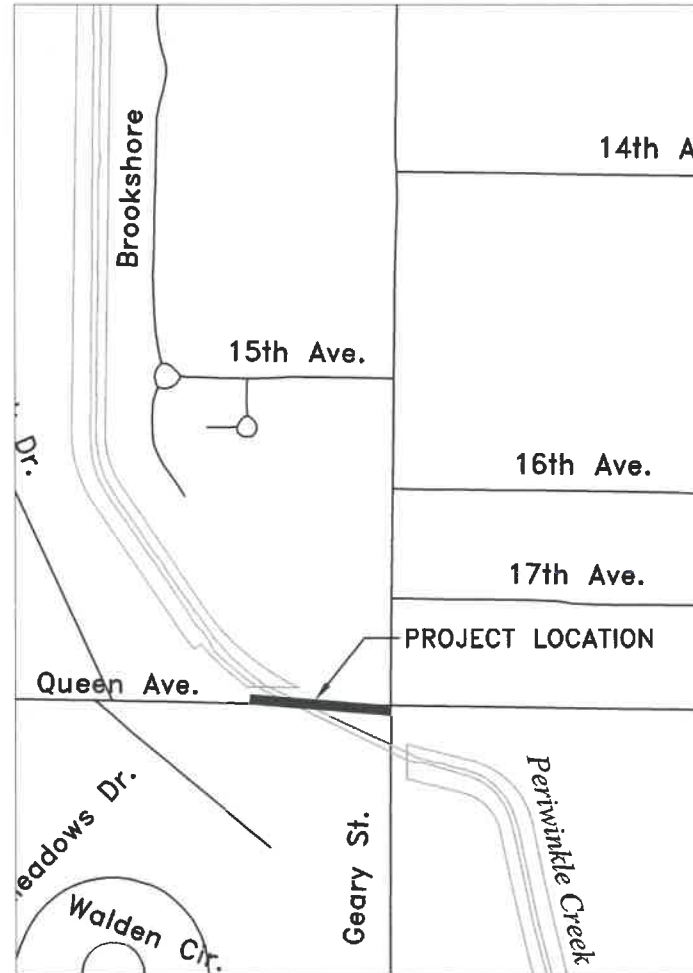 Brookshore
14th A
15th Ave.
Dr.
16th Ave.
17th Ave.
PROJECT LOCATION
Queen Ave.
Periwinkle Creek
eadows Dr.
Geary St.
Walden Cir.